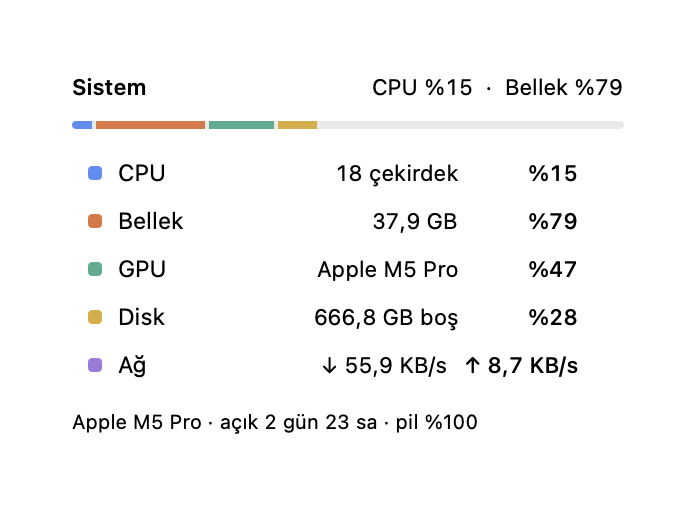 Sistem CPU %15 · Bellek %79
CPU 18 çekirdek %15
Bellek 37,9 GB %79
GPU Apple M5 Pro %47
Disk 666,8 GB boş %28
Ağ ↓ 55,9 KB/s ↑ 8,7 KB/s
Apple M5 Pro · açık 2 gün 23 sa · pil %100